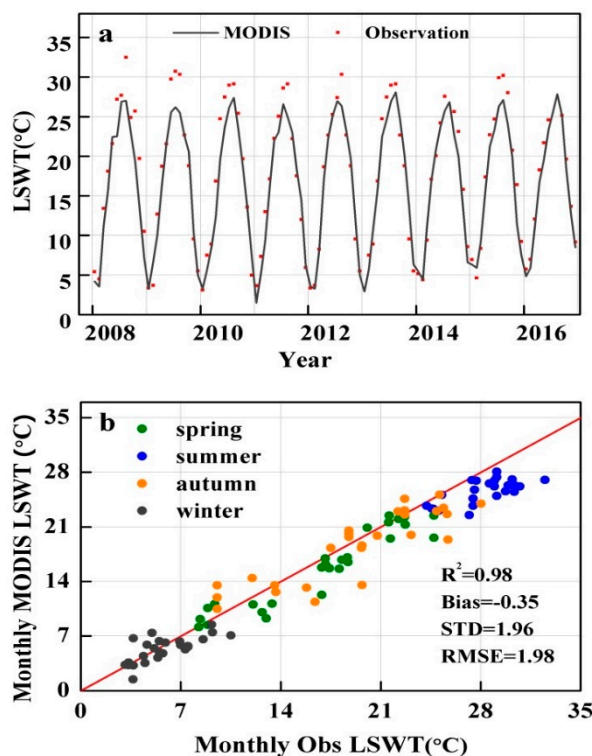 a
MODIS
Observation
LSWT(°C)
35
30
25
20
15
10
5
0
2008 2010 2012 2014 2016
Year
b
spring
summer
autumn
winter
Monthly MODIS LSWT (°C)
35
28
21
14
7
0
R²=0.98
Bias=-0.35
STD=1.96
RMSE=1.98
0 7 14 21 28 35
Monthly Obs LSWT(°C)